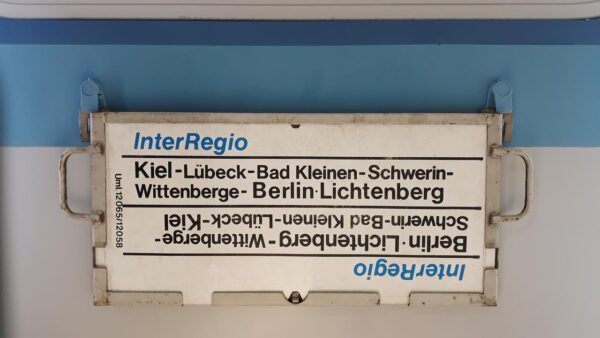 InterRegio
Kiel-Lübeck-Bad Kleinen-Schwerin-
Wittenberge-Berlin·Lichtenberg
Uml.12065/12058
InterRegio
Berlin·Lichtenberg-Wittenberge-
Schwerin-Bad Kleinen-Lübeck-Kiel